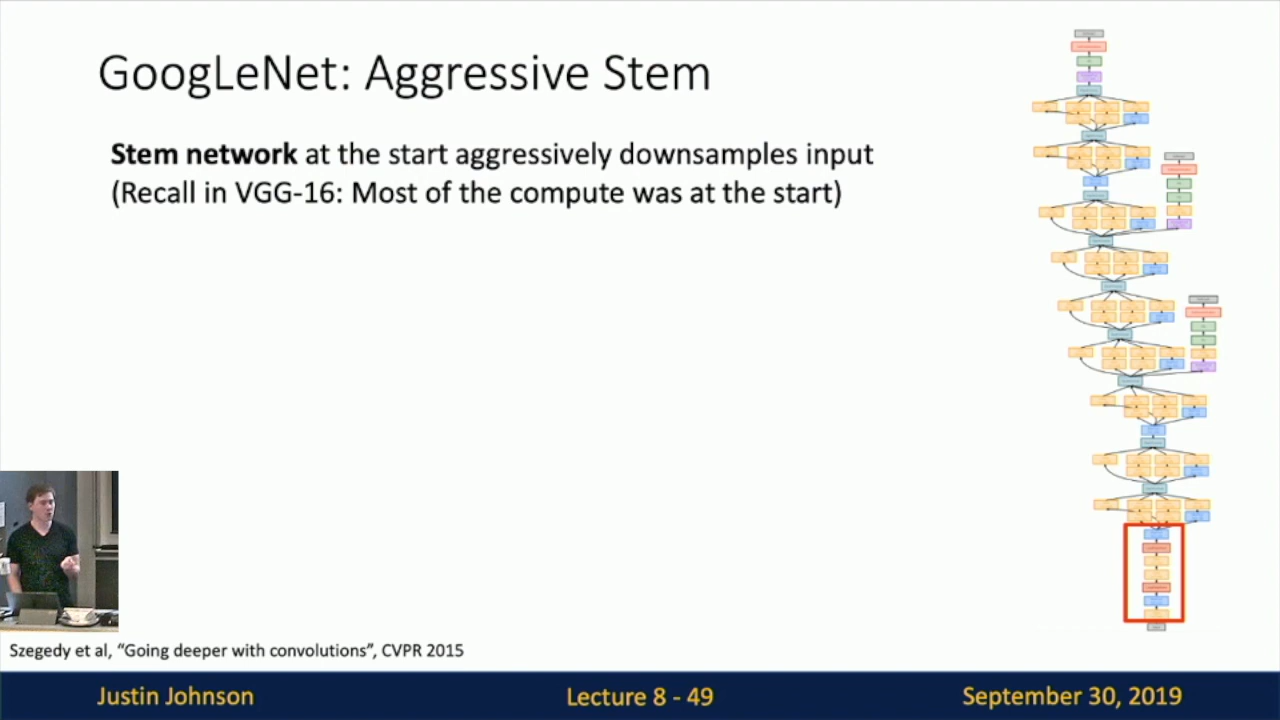 GoogLeNet: Aggressive Stem
Stem network at the start aggressively downsamples input
(Recall in VGG-16: Most of the compute was at the start)
Szegedy et al, “Going deeper with convolutions”, CVPR 2015
Justin Johnson
Lecture 8 - 49
September 30, 2019